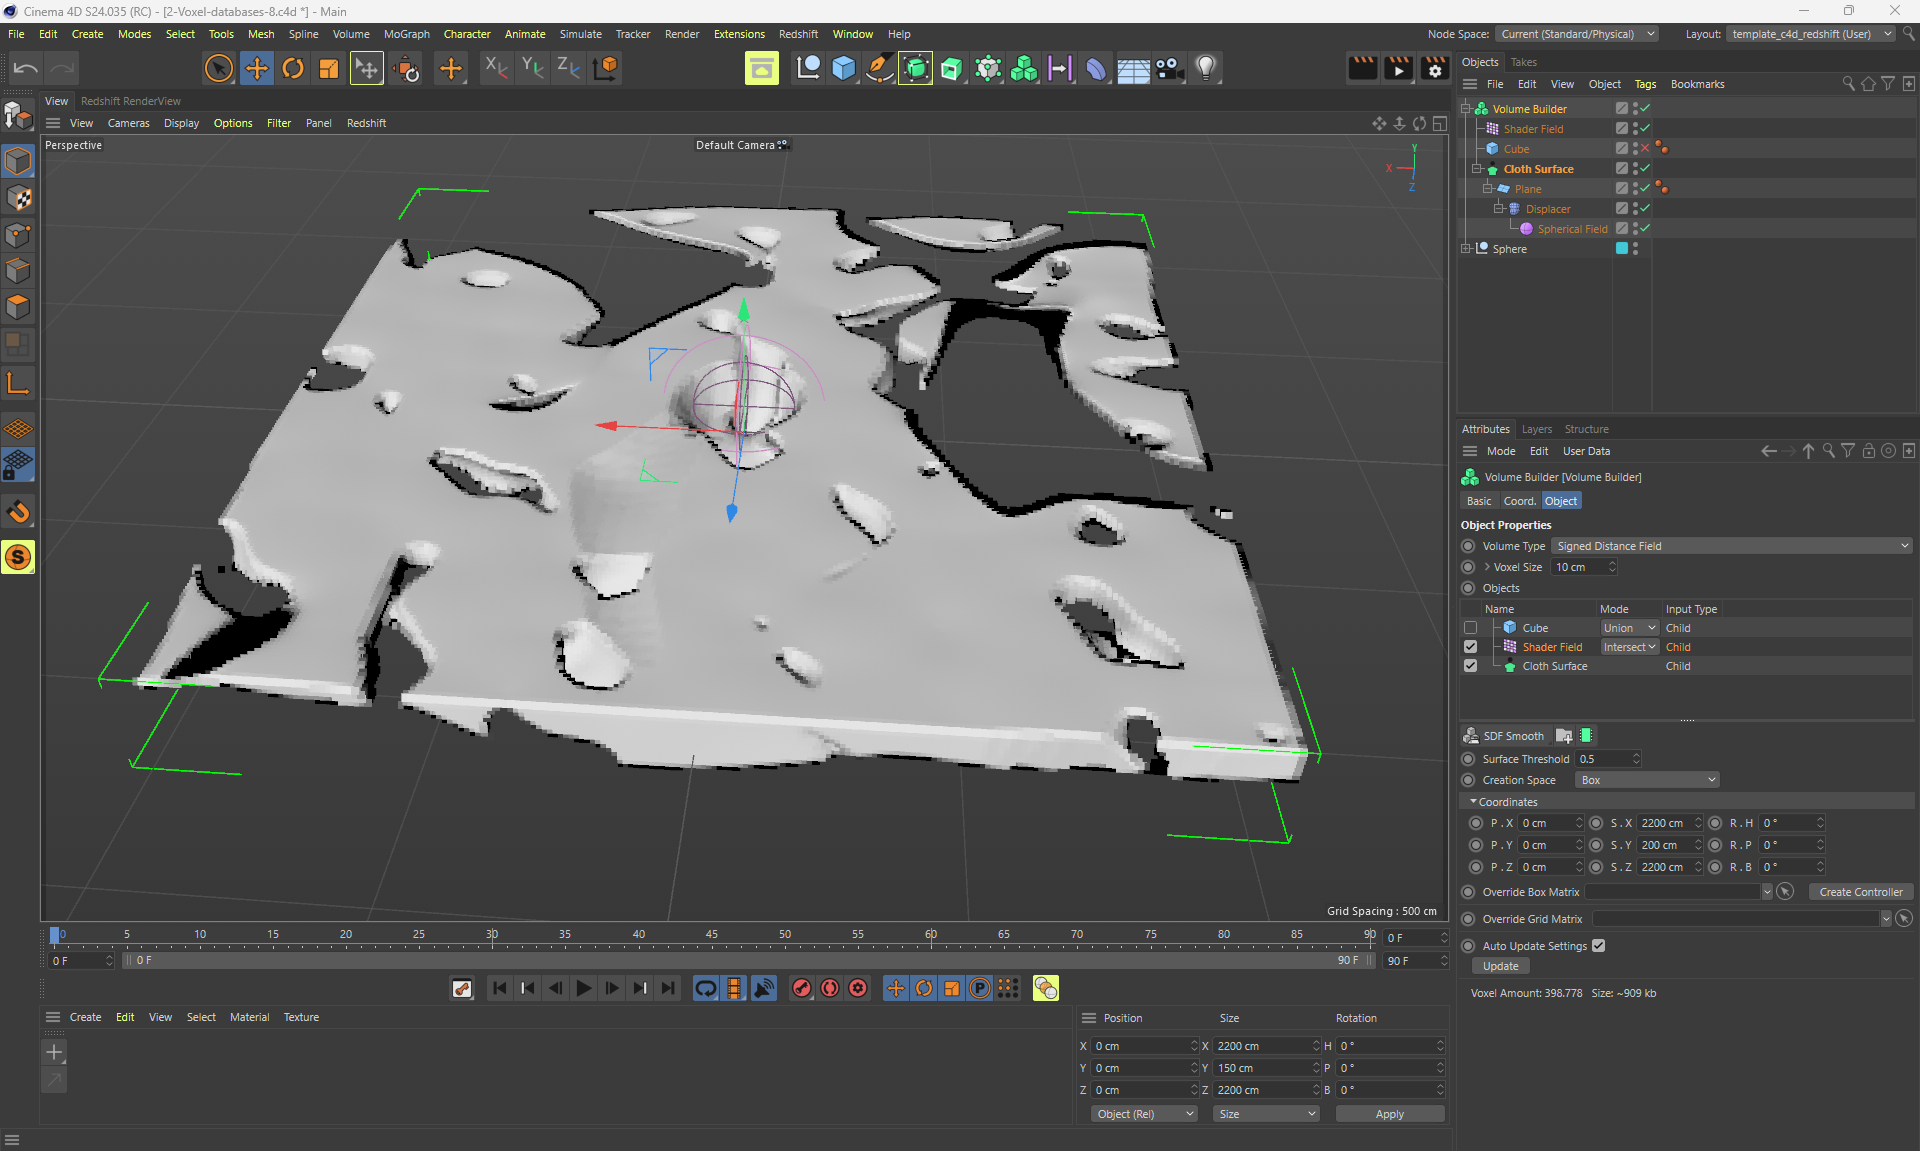 Cinema 4D S24.035 (RC) - [2-Voxel-databases-8.c4d *] - Main
File Edit Create Modes Select Tools Mesh Spline Volume MoGraph Character Animate Simulate Tracker Render Extensions Redshift Window Help
Node Space: Current (Standard/Physical) Layout: template_c4d_redshift (User)
X Y Z
View Redshift RenderView
View Cameras Display Options Filter Panel Redshift
Perspective
Default Camera
Y
X
Z
Grid Spacing : 500 cm
Objects Takes
File Edit View Object Tags Bookmarks
Volume Builder
Shader Field
Cube
Cloth Surface
Plane
Displacer
Spherical Field
Sphere
Attributes Layers Structure
Mode Edit User Data
Volume Builder [Volume Builder]
Basic Coord. Object
Object Properties
Volume Type Signed Distance Field
Voxel Size 10 cm
Objects
Name Mode Input Type
Cube Union Child
Shader Field Intersect Child
Cloth Surface Child
SDF Smooth
Surface Threshold 0.5
Creation Space Box
Coordinates
P . X 0 cm S . X 2200 cm R . H 0 °
P . Y 0 cm S . Y 200 cm R . P 0 °
P . Z 0 cm S . Z 2200 cm R . B 0 °
Override Box Matrix Create Controller
Override Grid Matrix
Auto Update Settings
Update
Voxel Amount: 398.778 Size: ~909 kb
0 5 10 15 20 25 30 35 40 45 50 55 60 65 70 75 80 85 90 0 F
0 F 0 F 90 F 90 F
P
S
Create Edit View Select Material Texture
Position Size Rotation
X 0 cm X 2200 cm H 0 °
Y 0 cm Y 150 cm P 0 °
Z 0 cm Z 2200 cm B 0 °
Object (Rel) Size Apply